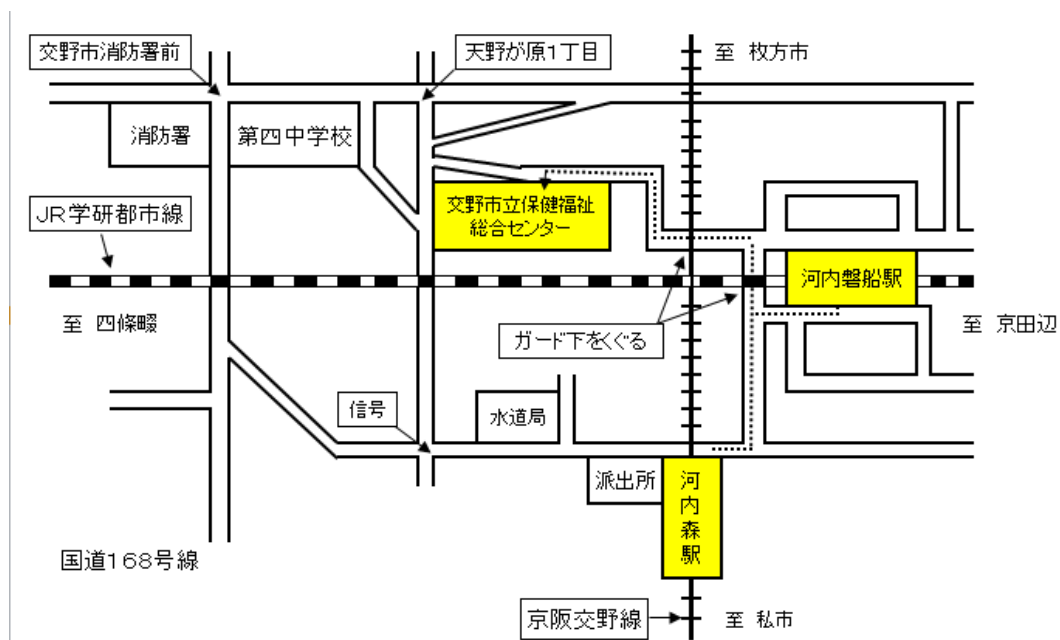 交野市消防署前
天野が原1丁目
至 枚方市
消防署
第四中学校
JR学研都市線
交野市立保健福祉
総合センター
河内磐船駅
至 四條畷
ガード下をくぐる
至 京田辺
信号
水道局
派出所
河内森駅
国道168号線
京阪交野線
至 私市